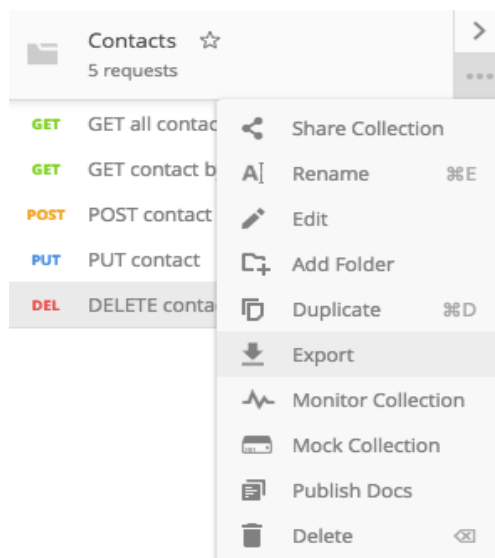 Contacts
5 requests
GET GET all contac
GET GET contact b
POST POST contact
PUT PUT contact
DEL DELETE conta
Share Collection
Rename ⌘E
Edit
Add Folder
Duplicate ⌘D
Export
Monitor Collection
Mock Collection
Publish Docs
Delete ⌫